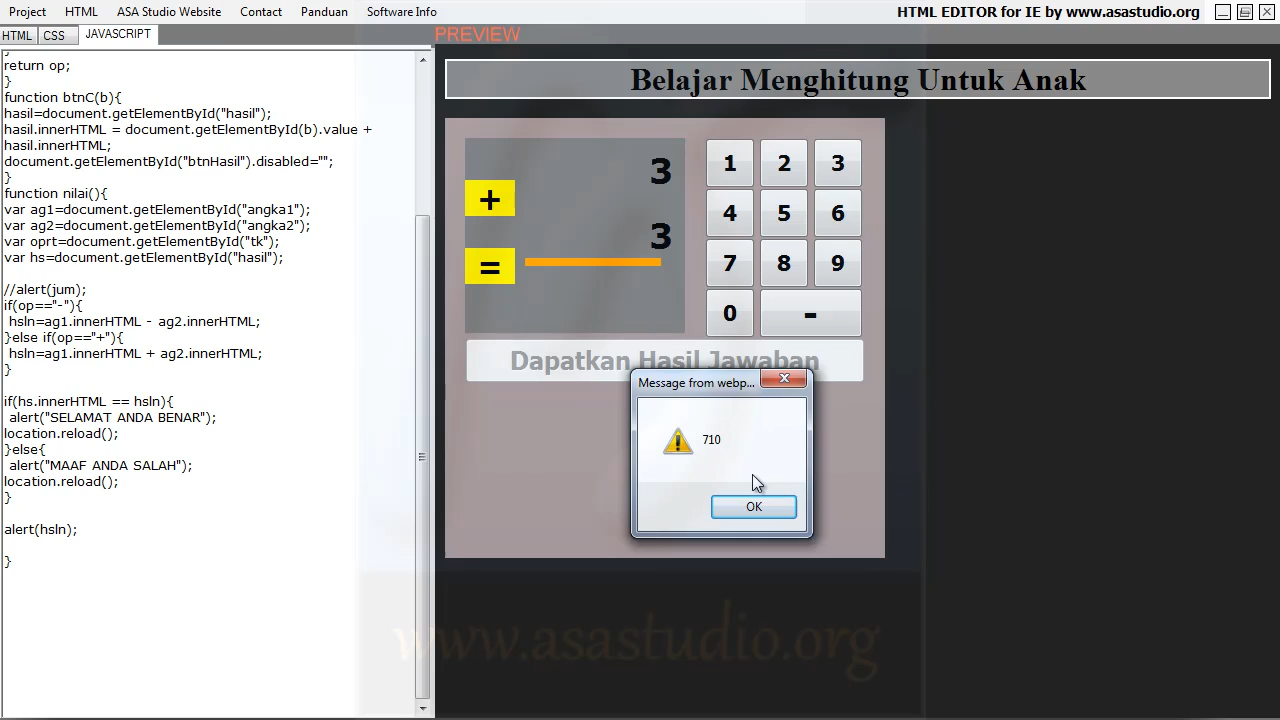 Project HTML ASA Studio Website Contact Panduan Software Info
HTML EDITOR for IE by www.asastudio.org
HTML CSS JAVASCRIPT
PREVIEW
}
return op;
}
function btnC(b){
hasil=document.getElementById("hasil");
hasil.innerHTML = document.getElementById(b).value +
hasil.innerHTML;
document.getElementById("btnHasil").disabled="";
}
function nilai(){
var ag1=document.getElementById("angka1");
var ag2=document.getElementById("angka2");
var oprt=document.getElementById("tk");
var hs=document.getElementById("hasil");
//alert(jum);
if(op=="-"){
hsln=ag1.innerHTML - ag2.innerHTML;
}else if(op=="+"){
hsln=ag1.innerHTML + ag2.innerHTML;
}
if(hs.innerHTML == hsln){
alert("SELAMAT ANDA BENAR");
location.reload();
}else{
alert("MAAF ANDA SALAH");
location.reload();
}
alert(hsln);
}
Belajar Menghitung Untuk Anak
3
+
3
=
1 2 3
4 5 6
7 8 9
0 -
Dapatkan Hasil Jawaban
Message from webp...
710
OK
www.asastudio.org